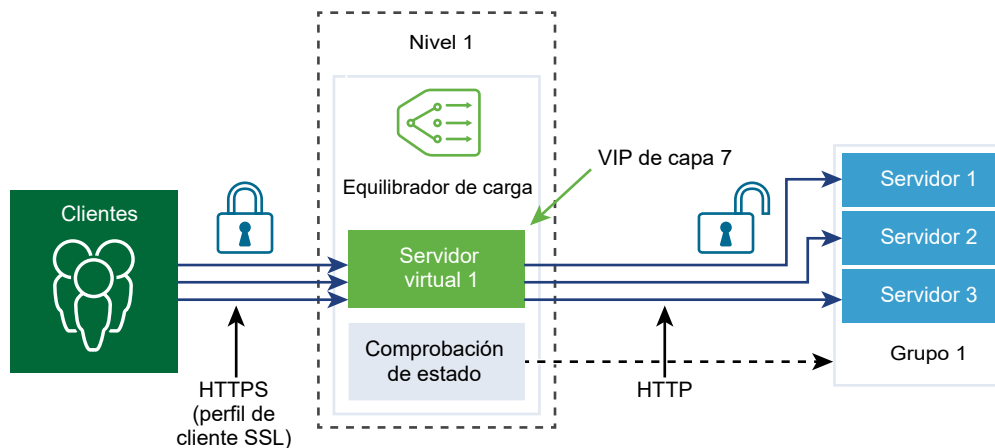 Nivel 1
Equilibrador de carga
VIP de capa 7
Clientes
Servidor
virtual 1
Servidor 1
Servidor 2
Servidor 3
Grupo 1
Comprobación
de estado
HTTPS
(perfil de
cliente SSL)
HTTP